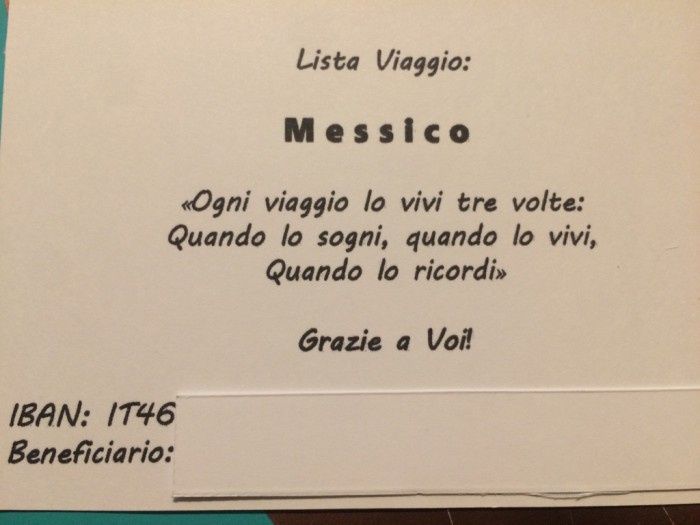 Lista Viaggio:
Messico
«Ogni viaggio lo vivi tre volte:
Quando lo sogni, quando lo vivi,
Quando lo ricordi»
Grazie a Voi!
IBAN: IT46
Beneficiario: